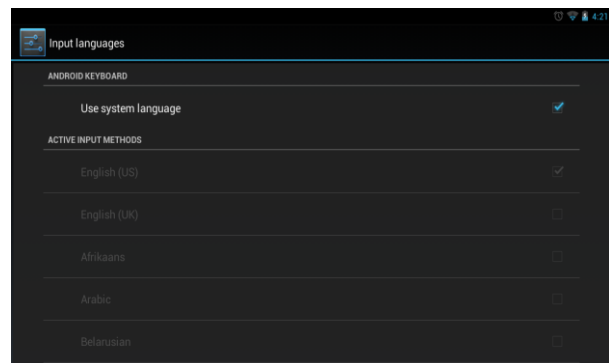 4:21
Input languages
ANDROID KEYBOARD
Use system language
ACTIVE INPUT METHODS
English (US)
English (UK)
Afrikaans
Arabic
Belarusian